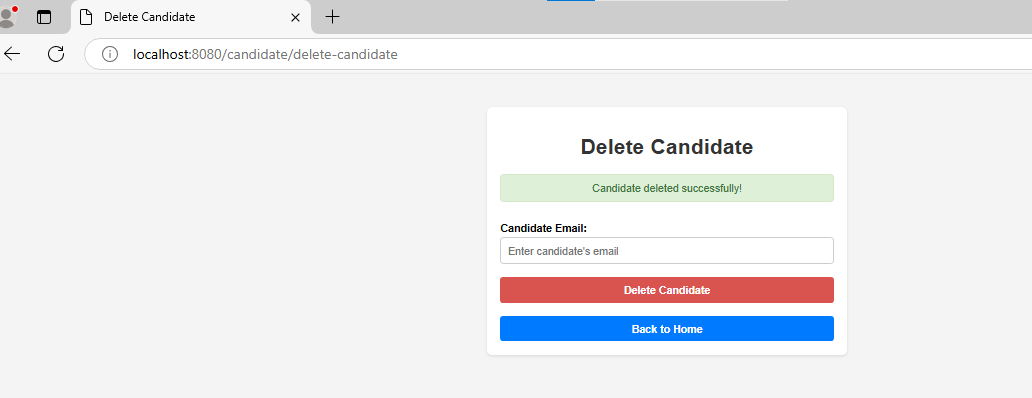 Delete Candidate
localhost:8080/candidate/delete-candidate
Delete Candidate
Candidate deleted successfully!
Candidate Email:
Enter candidate's email
Delete Candidate
Back to Home